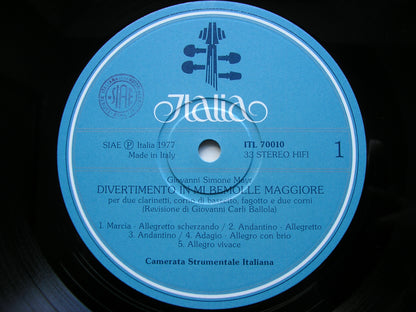 Italia
SIAE
SIAE Ⓟ Italia 1977
Made in Italy
ITL 70010
33 STEREO HIFI
1
Giovanni Simone Mayr
DIVERTIMENTO IN MI BEMOLLE MAGGIORE
per due clarinetti, corno di bassetto, fagotto e due corni
(Revisione di Giovanni Carli Ballola)
1. Marcia - Allegretto scherzando / 2. Andantino - Allegretto
3. Andantino / 4. Adagio - Allegro con brio
5. Allegro vivace
Camerata Strumentale Italiana